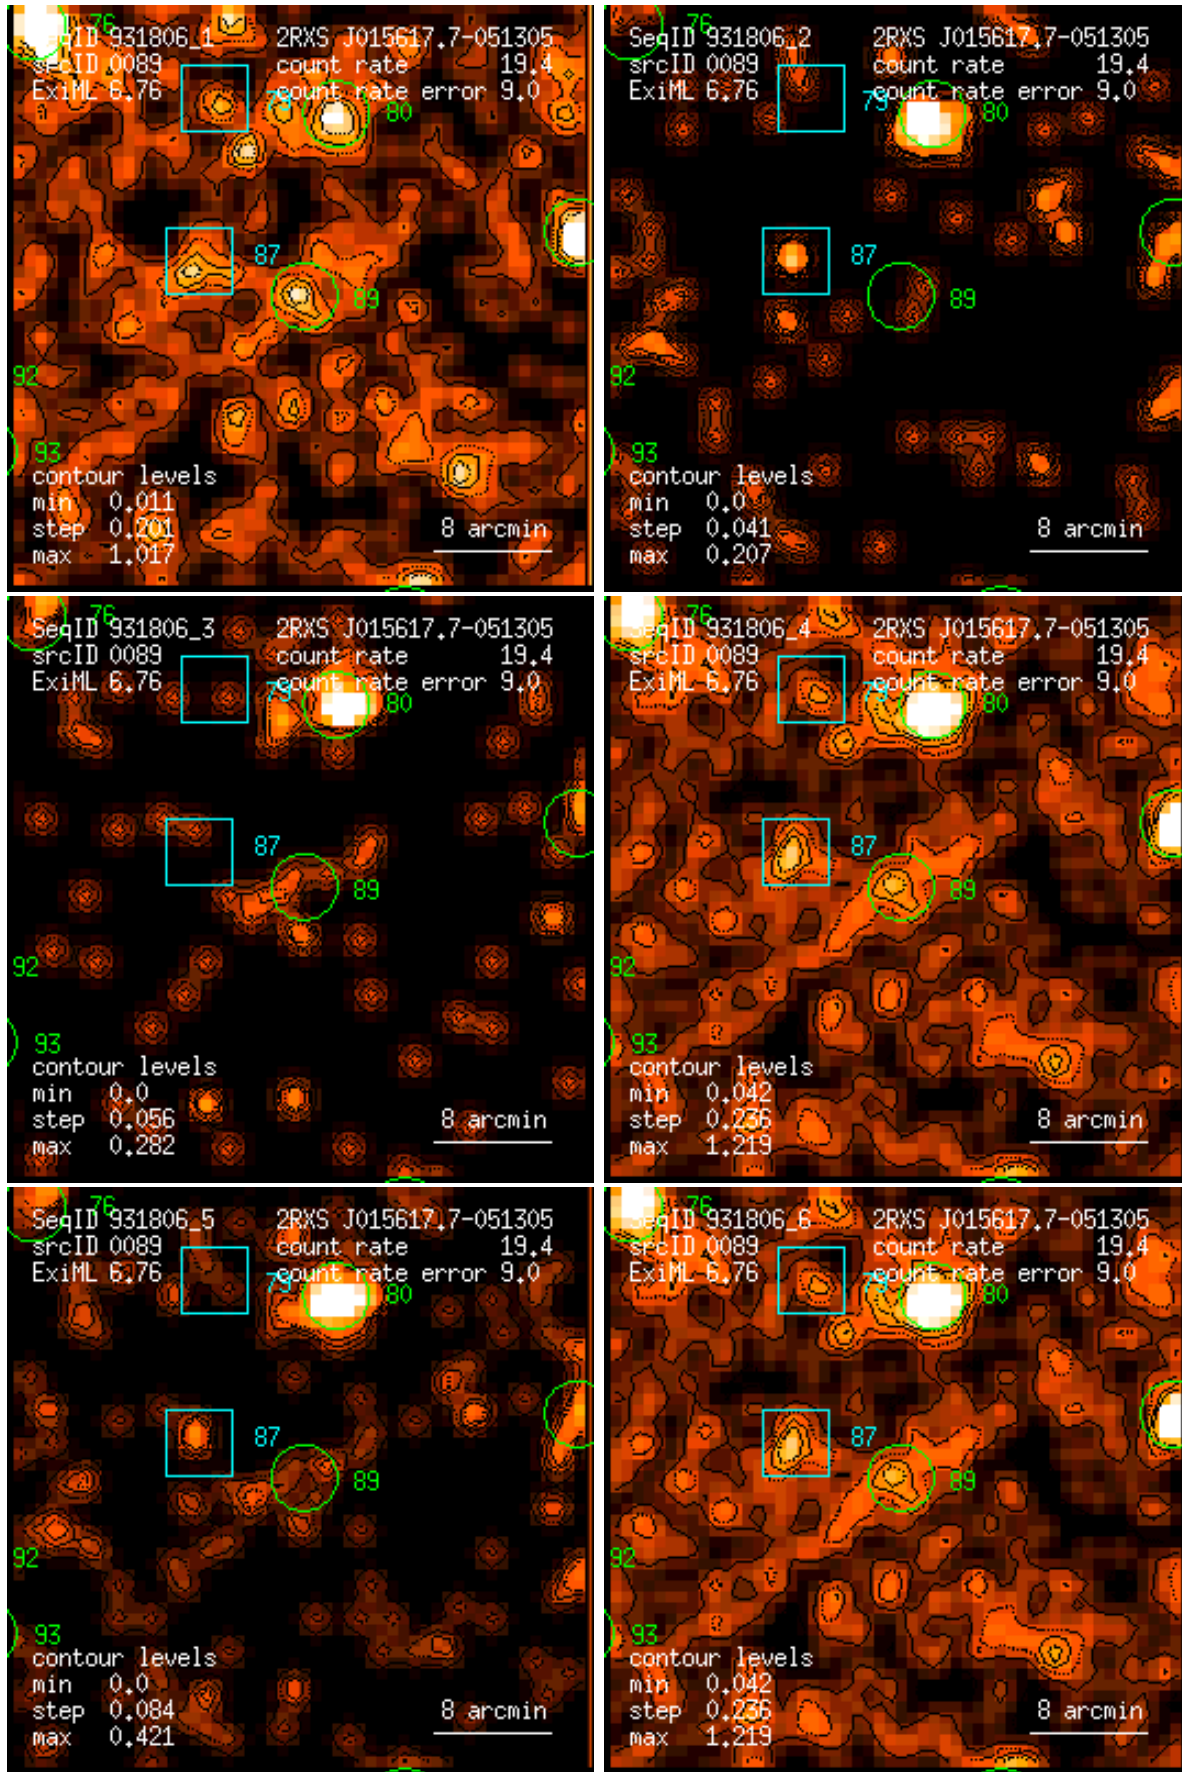 76
SeqID 931806_1 2RXS J015617.7-051305
srcID 0089 count rate 19.4
ExiML 6.76 79 count rate error 9.0
80
87
89
92
93
contour levels
min 0.011
step 0.201 8 arcmin
max 1.017
76
SeqID 931806_2 2RXS J015617.7-051305
srcID 0089 count rate 19.4
ExiML 6.76 79 count rate error 9.0
80
87
89
92
93
contour levels
min 0.0
step 0.041 8 arcmin
max 0.207
76
SeqID 931806_3 2RXS J015617.7-051305
srcID 0089 count rate 19.4
ExiML 6.76 79 count rate error 9.0
80
87
89
92
93
contour levels
min 0.0
step 0.056 8 arcmin
max 0.282
76
SeqID 931806_4 2RXS J015617.7-051305
srcID 0089 count rate 19.4
ExiML 6.76 79 count rate error 9.0
80
87
89
92
93
contour levels
min 0.042
step 0.236 8 arcmin
max 1.219
76
SeqID 931806_5 2RXS J015617.7-051305
srcID 0089 count rate 19.4
ExiML 6.76 79 count rate error 9.0
80
87
89
92
93
contour levels
min 0.0
step 0.084 8 arcmin
max 0.421
76
SeqID 931806_6 2RXS J015617.7-051305
srcID 0089 count rate 19.4
ExiML 6.76 79 count rate error 9.0
80
87
89
92
93
contour levels
min 0.042
step 0.236 8 arcmin
max 1.219